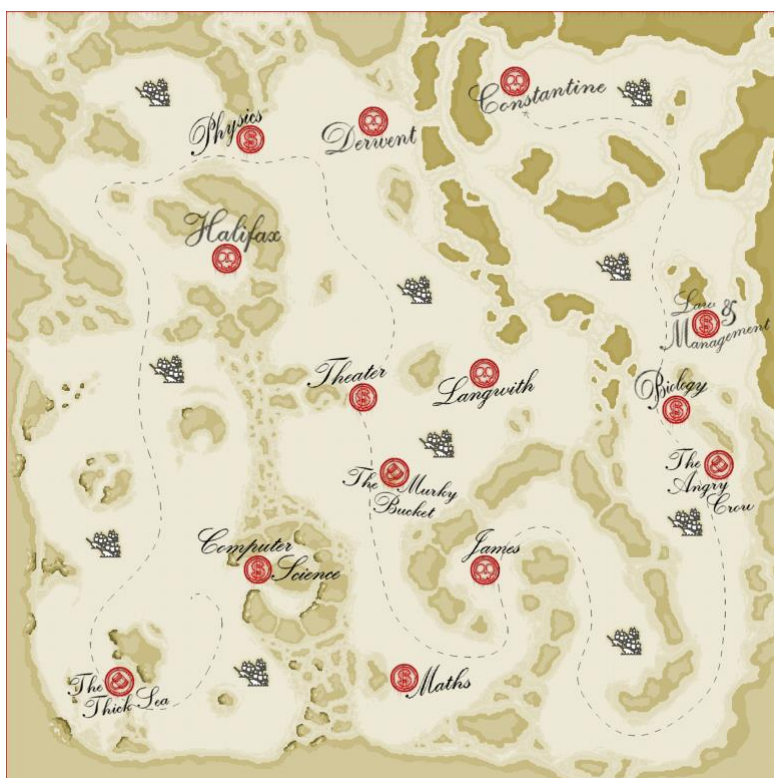 Constantine
Physics
Derwent
Halifax
Law &
Management
Theater
Langwith
Biology
The Murky
Bucket
The
Angry
Crow
Computer
Science
James
The
Thick Sea
Maths